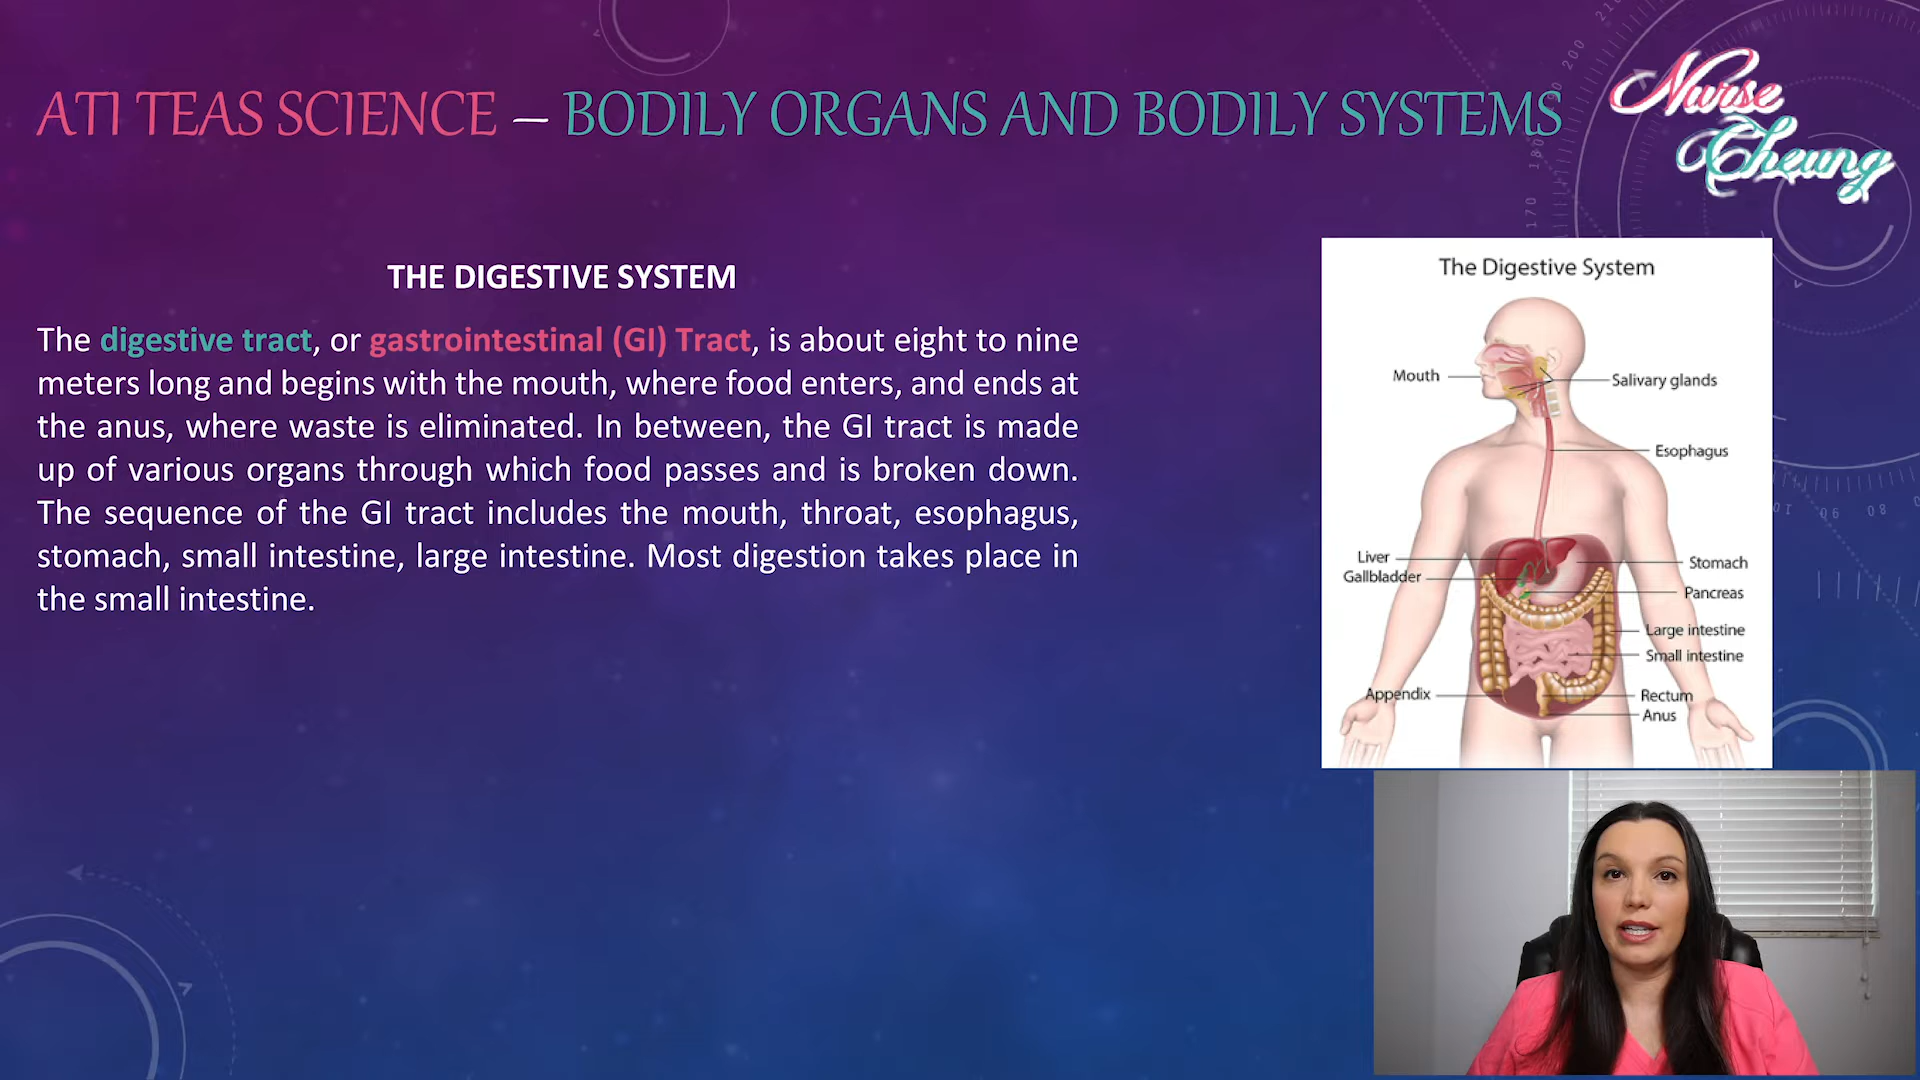 ATI TEAS SCIENCE – BODILY ORGANS AND BODILY SYSTEMS
Nurse
Cheung
THE DIGESTIVE SYSTEM
The digestive tract, or gastrointestinal (GI) Tract, is about eight to nine
meters long and begins with the mouth, where food enters, and ends at
the anus, where waste is eliminated. In between, the GI tract is made
up of various organs through which food passes and is broken down.
The sequence of the GI tract includes the mouth, throat, esophagus,
stomach, small intestine, large intestine. Most digestion takes place in
the small intestine.
The Digestive System
Mouth
Salivary glands
Esophagus
Liver
Gallbladder
Stomach
Pancreas
Large intestine
Small intestine
Appendix
Rectum
Anus
200
180
170
90
80